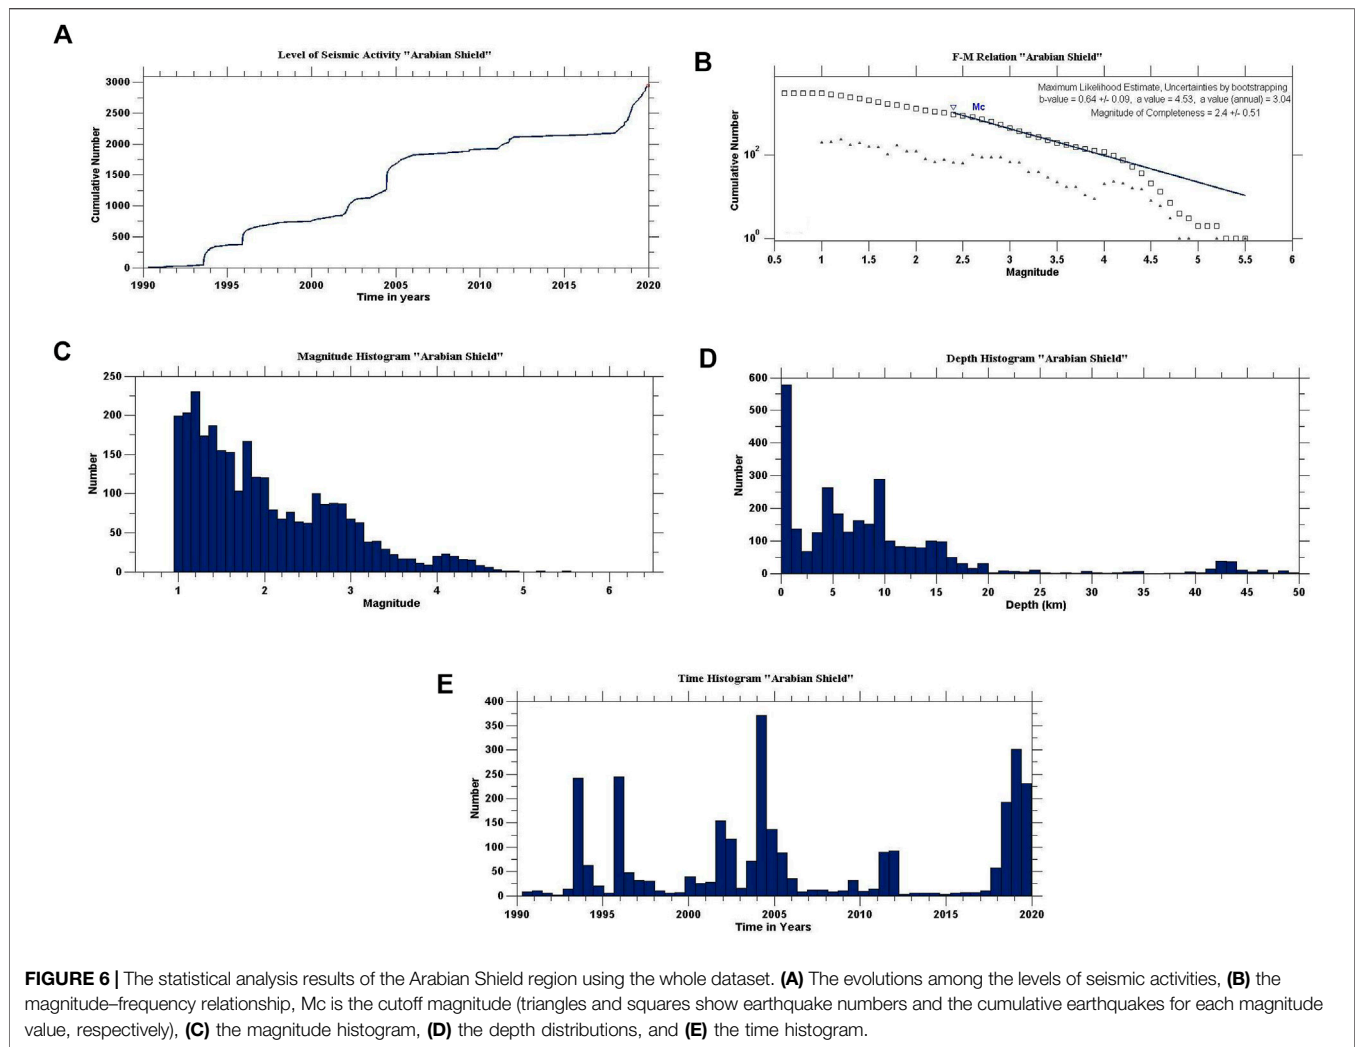 A
Level of Seismic Activity "Arabian Shield"
3000
2500
2000
1500
1000
500
0
Cumulative Number
1990 1995 2000 2005 2010 2015 2020
Time in years
B
F-M Relation "Arabian Shield"
Maximum Likelihood Estimate, Uncertainties by bootstrapping
b-value = 0.64 +/- 0.09, a value = 4.53, a value (annual) = 3.04
Magnitude of Completeness = 2.4 +/- 0.51
Mc
10²
10⁰
Cumulative Number
0.5 1 1.5 2 2.5 3 3.5 4 4.5 5 5.5 6
Magnitude
C
Magnitude Histogram "Arabian Shield"
250
200
150
100
50
0
Number
1 2 3 4 5 6
Magnitude
D
Depth Histogram "Arabian Shield"
600
500
400
300
200
100
0
Number
0 5 10 15 20 25 30 35 40 45 50
Depth (km)
E
Time Histogram "Arabian Shield"
400
350
300
250
200
150
100
50
0
Number
1990 1995 2000 2005 2010 2015 2020
Time in Years
FIGURE 6 | The statistical analysis results of the Arabian Shield region using the whole dataset. (A) The evolutions among the levels of seismic activities, (B) the
magnitude–frequency relationship, Mc is the cutoff magnitude (triangles and squares show earthquake numbers and the cumulative earthquakes for each magnitude
value, respectively), (C) the magnitude histogram, (D) the depth distributions, and (E) the time histogram.